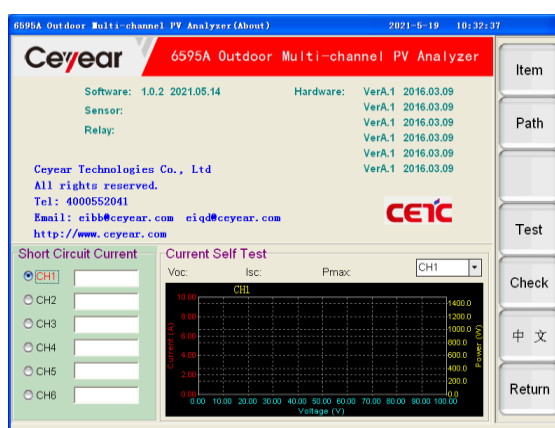 6595A Outdoor Multi-channel PV Analyzer(About) 2021-5-19 10:32:37
Ceyear 6595A Outdoor Multi-channel PV Analyzer
Software: 1.0.2 2021.05.14 Hardware: VerA.1 2016.03.09
Sensor: VerA.1 2016.03.09
Relay: VerA.1 2016.03.09
VerA.1 2016.03.09
VerA.1 2016.03.09
Ceyear Technologies Co., Ltd VerA.1 2016.03.09
All rights reserved.
Tel: 4000552041
Email: eibb@ceyear.com eiqd@ceyear.com
http://www.ceyear.com
CETC
Short Circuit Current
CH1
CH2
CH3
CH4
CH5
CH6
Current Self Test
Voc: Isc: Pmax: CH1
CH1
10.00
8.00
6.00
4.00
2.00
0.00
Current (A)
1400.0
1200.0
1000.0
800.0
600.0
400.0
200.0
0.0
Power (W)
0.00 10.00 20.00 30.00 40.00 50.00 60.00 70.00 80.00 90.00 100.00
Voltage (V)
Item
Path
Test
Check
中 文
Return